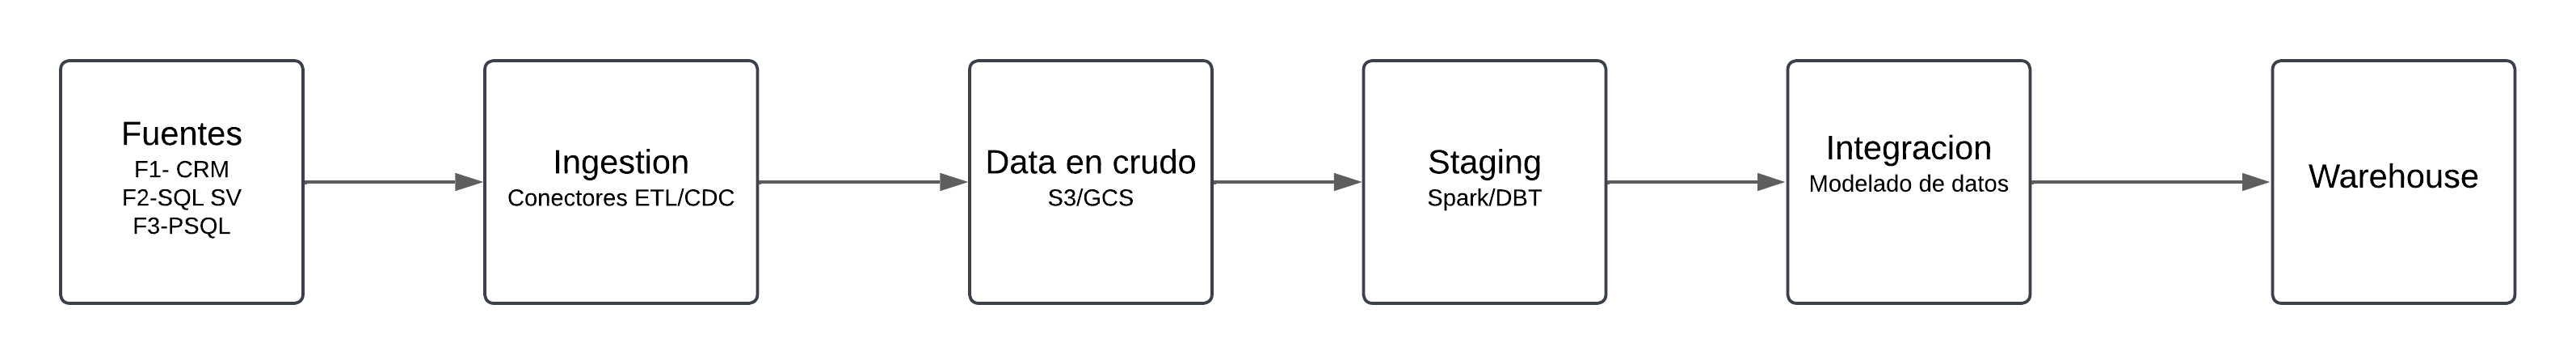 Fuentes
F1- CRM
F2-SQL SV
F3-PSQL
Ingestion
Conectores ETL/CDC
Data en crudo
S3/GCS
Staging
Spark/DBT
Integracion
Modelado de datos
Warehouse